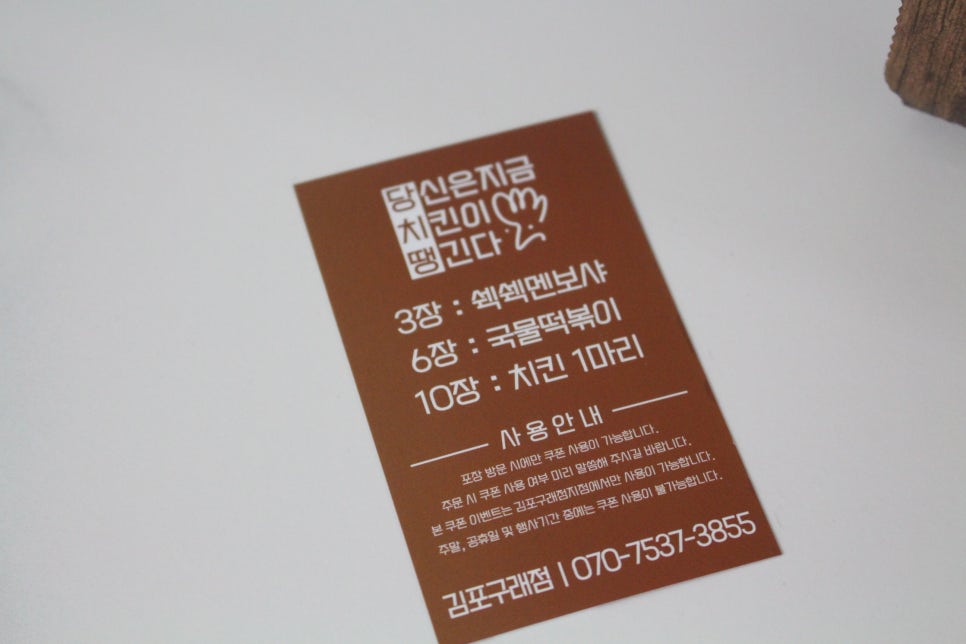 당신은지금
치킨이
땡긴다
3장 : 쉑쉑멘보샤
6장 : 국물떡볶이
10장 : 치킨 1마리
사용안내
포장 방문 시에만 쿠폰 사용이 가능합니다.
주문 시 쿠폰 사용 여부 미리 말씀해 주시길 바랍니다.
본 쿠폰 이벤트는 김포구래점지점에서만 사용이 가능합니다.
주말, 공휴일 및 행사기간 중에는 쿠폰 사용이 불가능합니다.
김포구래점 | 070-7537-3855